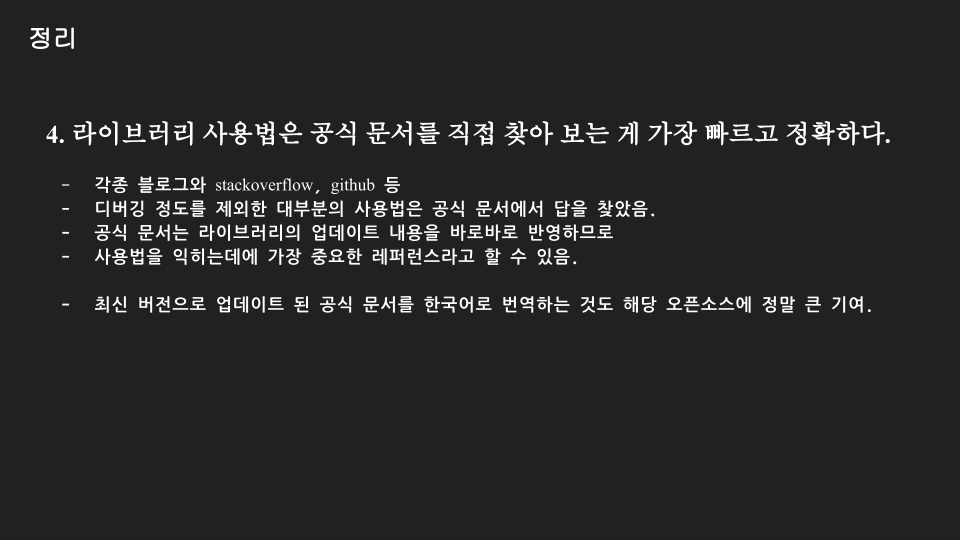 정리
4. 라이브러리 사용법은 공식 문서를 직접 찾아 보는 게 가장 빠르고 정확하다.
- 각종 블로그와 stackoverflow, github 등
- 디버깅 정도를 제외한 대부분의 사용법은 공식 문서에서 답을 찾았음.
- 공식 문서는 라이브러리의 업데이트 내용을 바로바로 반영하므로
- 사용법을 익히는데에 가장 중요한 레퍼런스라고 할 수 있음.
- 최신 버전으로 업데이트 된 공식 문서를 한국어로 번역하는 것도 해당 오픈소스에 정말 큰 기여.